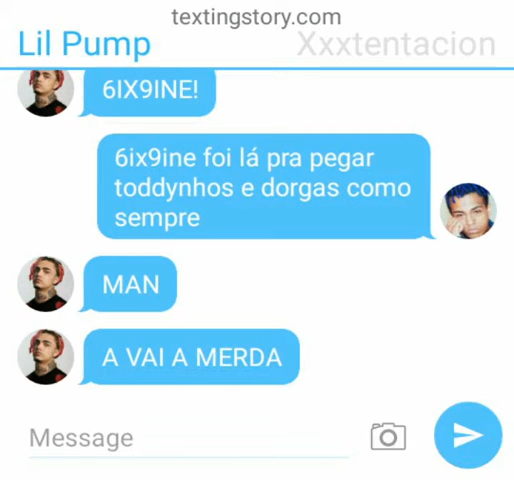 textingstory.com
Lil Pump
Xxxtentacion
6IX9INE!
6ix9ine foi lá pra pegar
toddynhos e dorgas como
sempre
MAN
A VAI A MERDA
Message